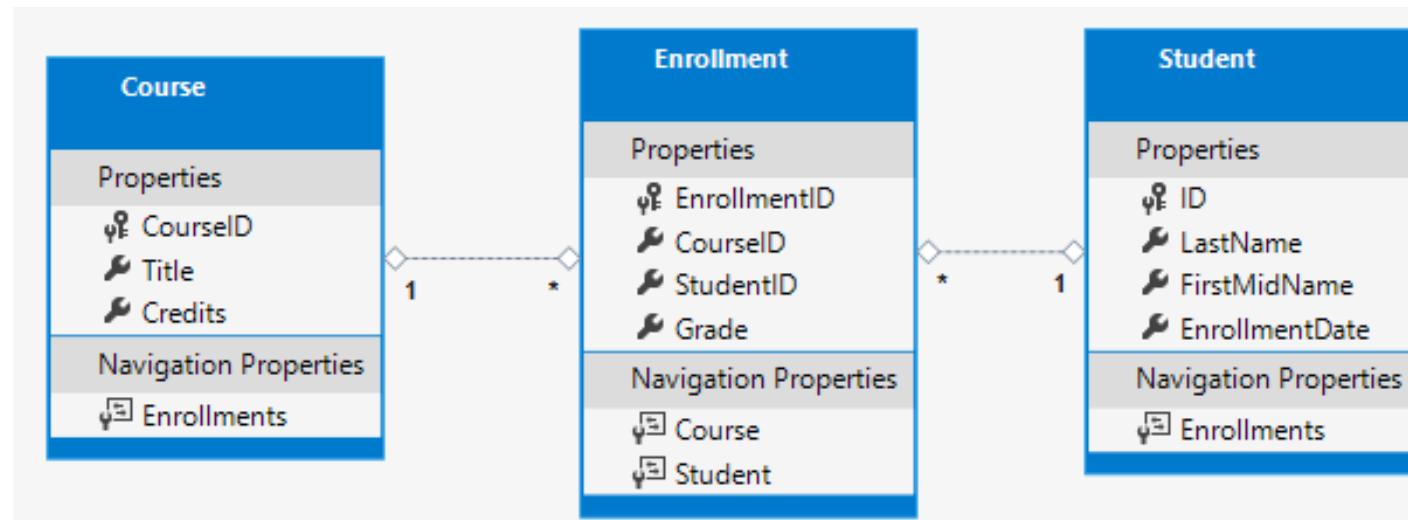 Course
Properties
CourseID
Title
Credits
Navigation Properties
Enrollments
1
*
Enrollment
Properties
EnrollmentID
CourseID
StudentID
Grade
Navigation Properties
Course
Student
*
1
Student
Properties
ID
LastName
FirstMidName
EnrollmentDate
Navigation Properties
Enrollments